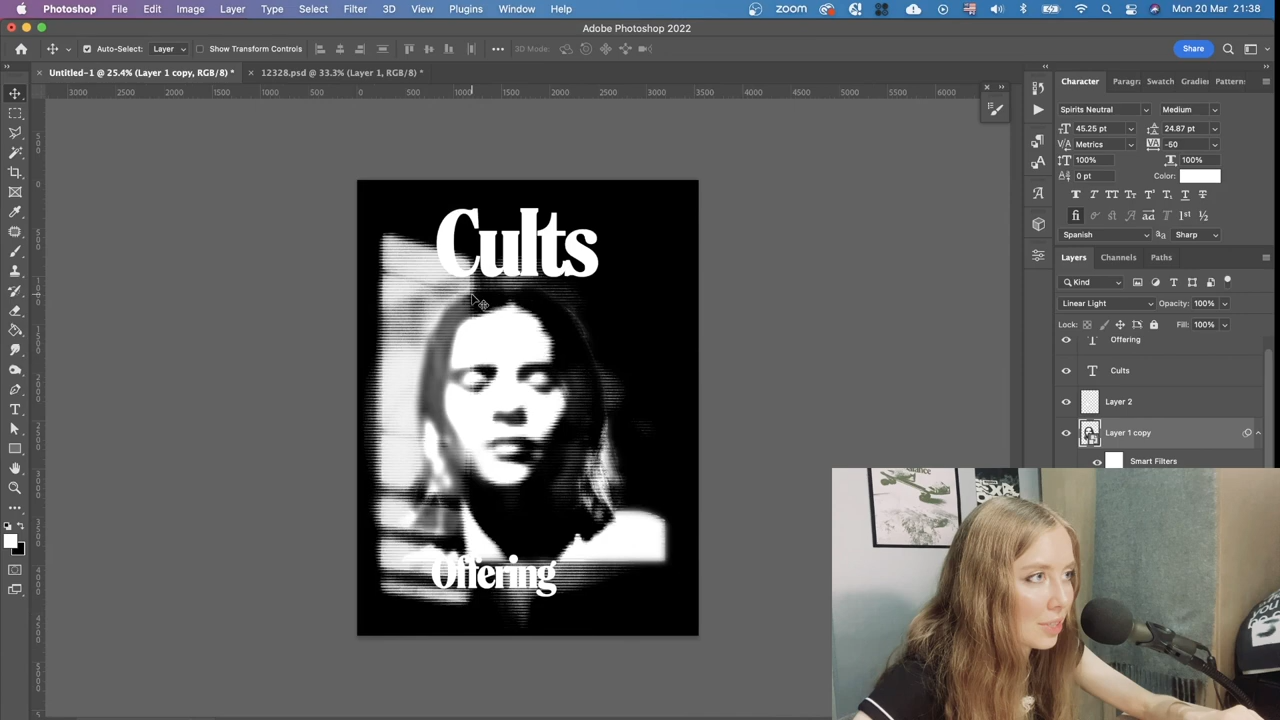 Photoshop File Edit Image Layer Type Select Filter 3D View Plugins Window Help ZOOM Mon 20 Mar 21:38
Adobe Photoshop 2022
Auto-Select: Layer Show Transform Controls 3D Mode: Share
Untitled-1 @ 25.4% (Layer 1 copy, RGB/8) * 12328.psd @ 33.3% (Layer 1, RGB/8) *
3000 2500 2000 1500 1000 500 0 500 1000 1500 2000 2500 3000 3500 4000 4500 5000 5500 6000
Character Paragra Swatch Gradie Pattern
Spirits Neutral Medium
45.25 pt 24.87 pt
Metrics -50
100% 100%
0 pt Color:
Spanish Sharp
Layers Channels Paths
Kind
Linear Light Opacity: 100%
Lock: Fill: 100%
Offering
Cults
Layer 2
Layer 1 copy
Smart Filters
Cults
Offering